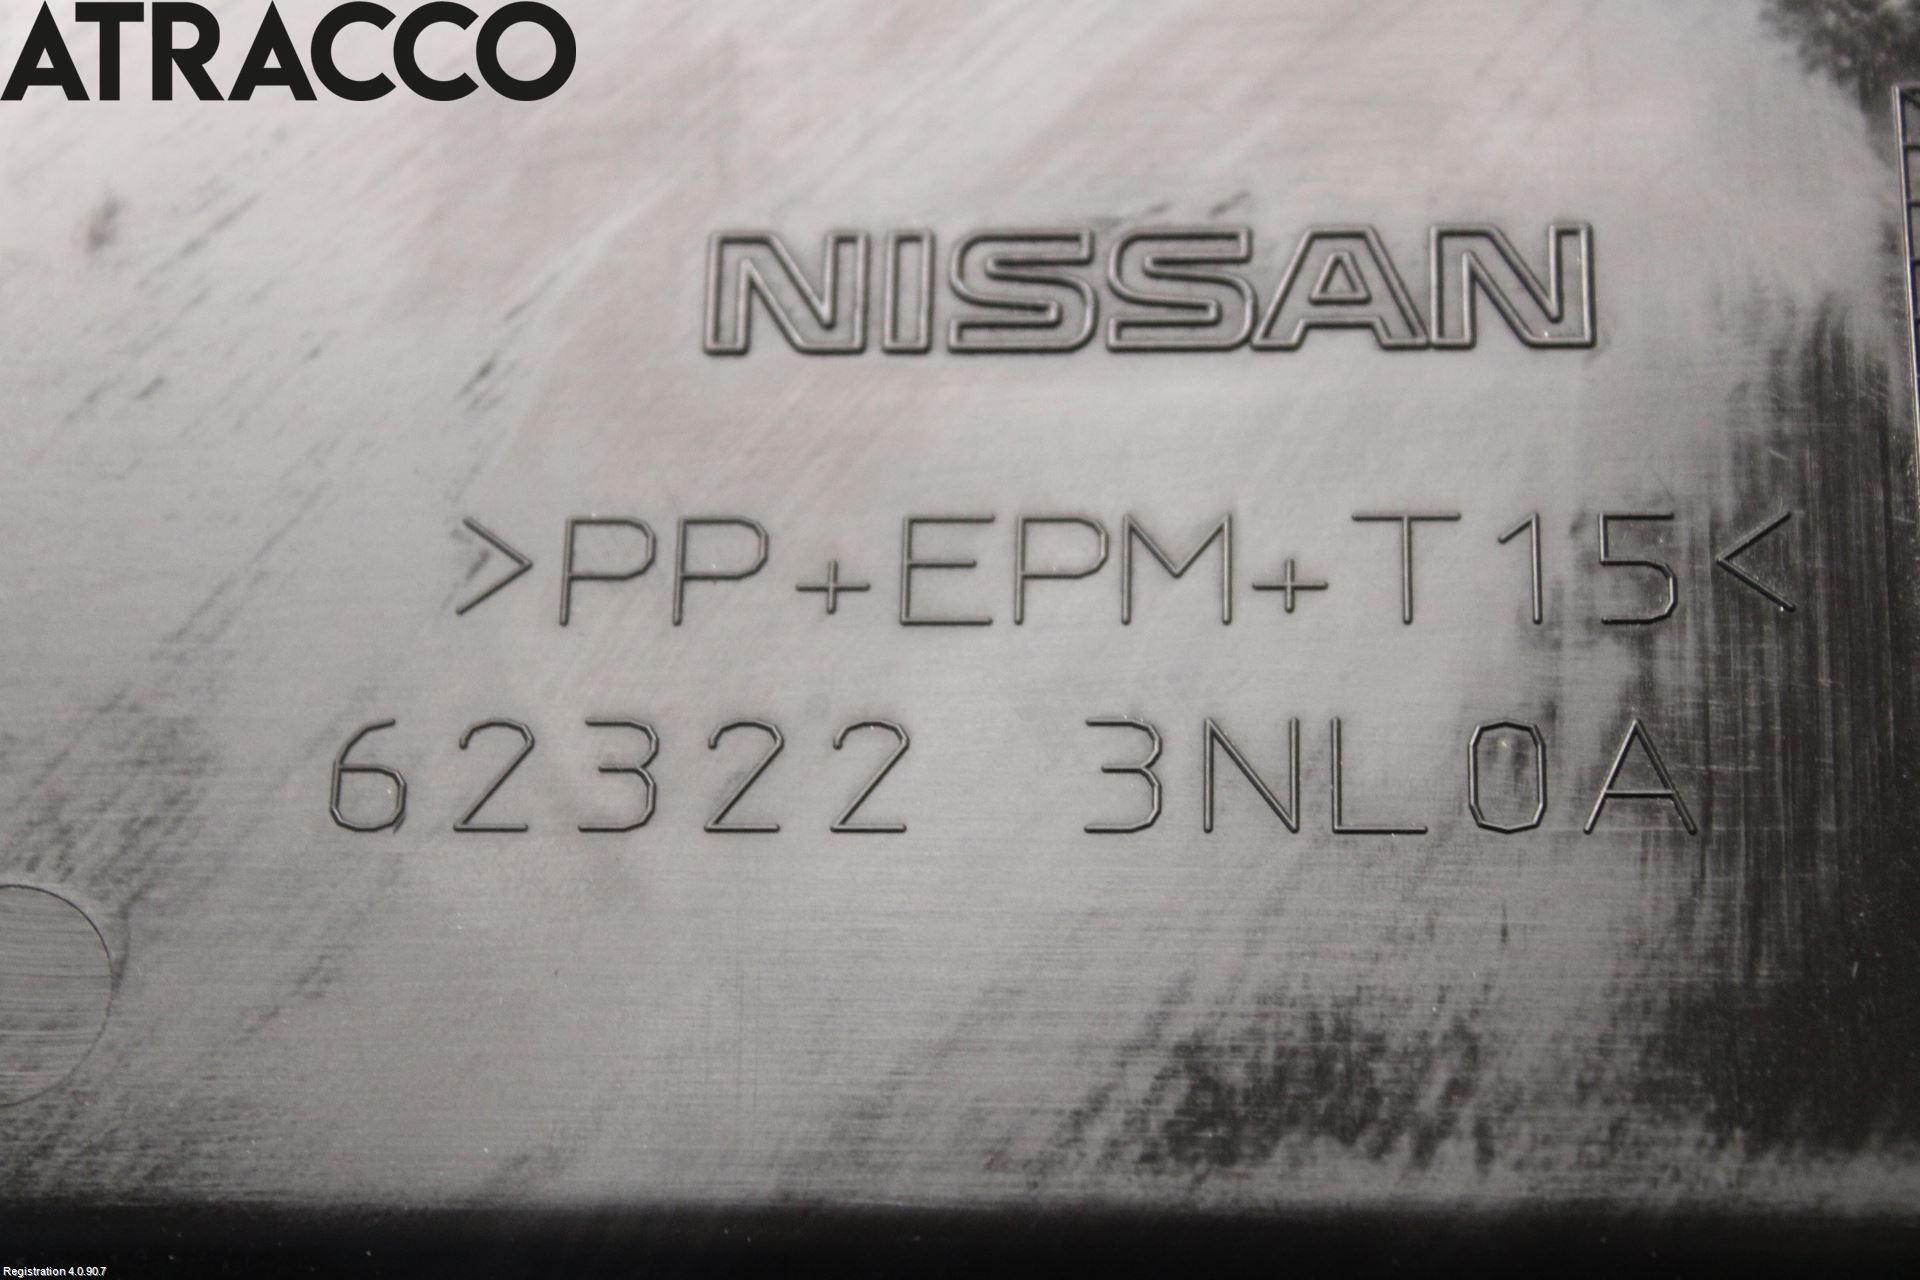 ATRACCO
NISSAN
>PP+EPM+T15<
62322 3NL0A
Registration 4.0.90.7